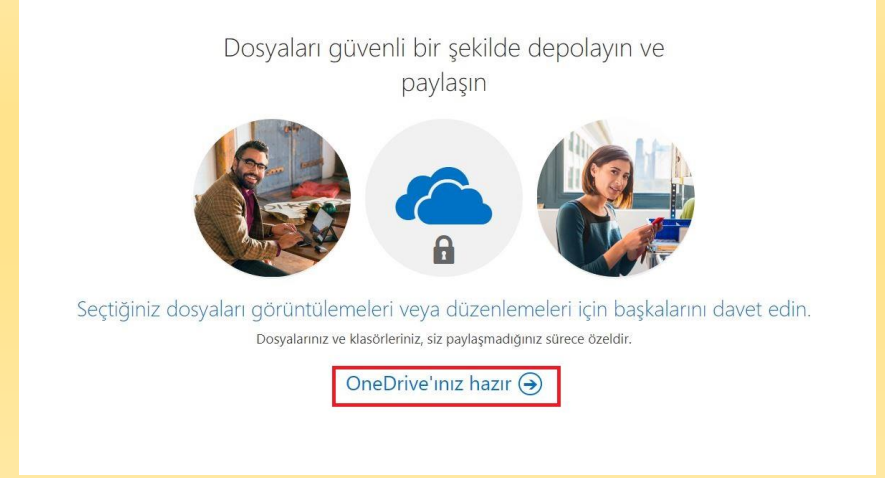 Dosyaları güvenli bir şekilde depolayın ve
paylaşın
Seçtiğiniz dosyaları görüntülemeleri veya düzenlemeleri için başkalarını davet edin.
Dosyalarınız ve klasörleriniz, siz paylaşmadığınız sürece özeldir.
OneDrive'ınız hazır